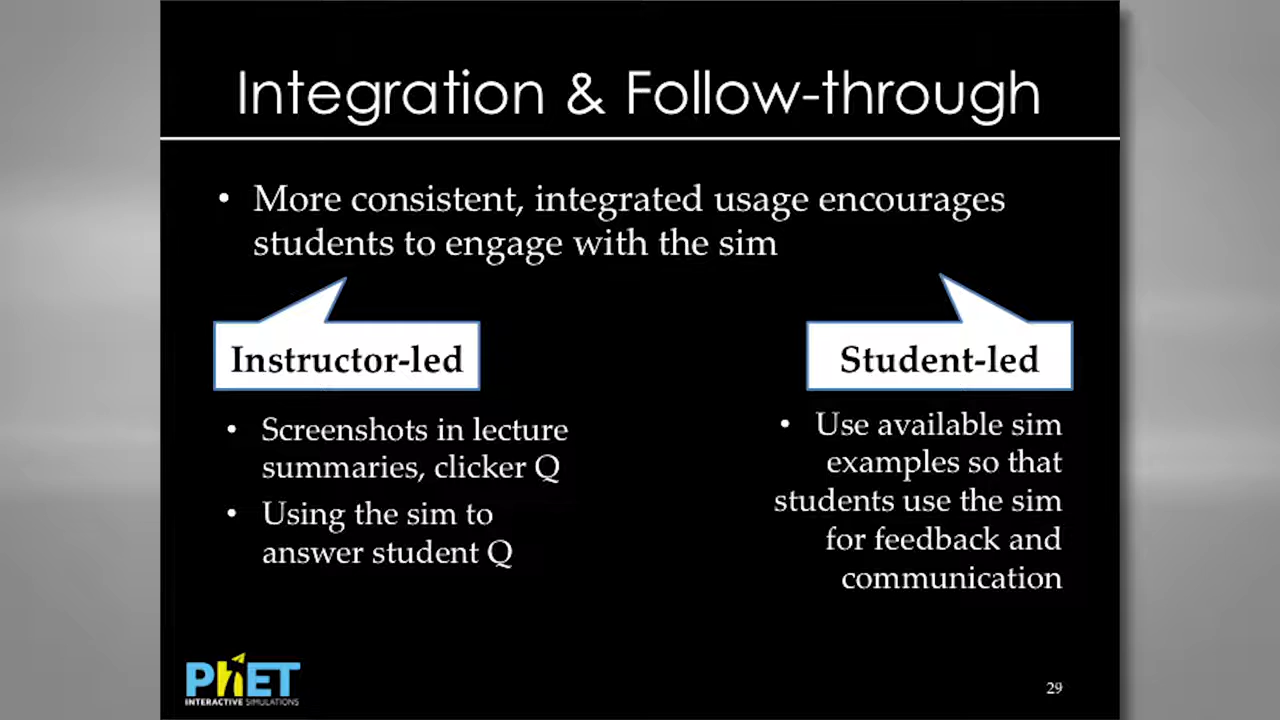 Integration & Follow-through
• More consistent, integrated usage encourages
students to engage with the sim
Instructor-led
• Screenshots in lecture
summaries, clicker Q
• Using the sim to
answer student Q
Student-led
• Use available sim
examples so that
students use the sim
for feedback and
communication
PhET
INTERACTIVE SIMULATIONS
29